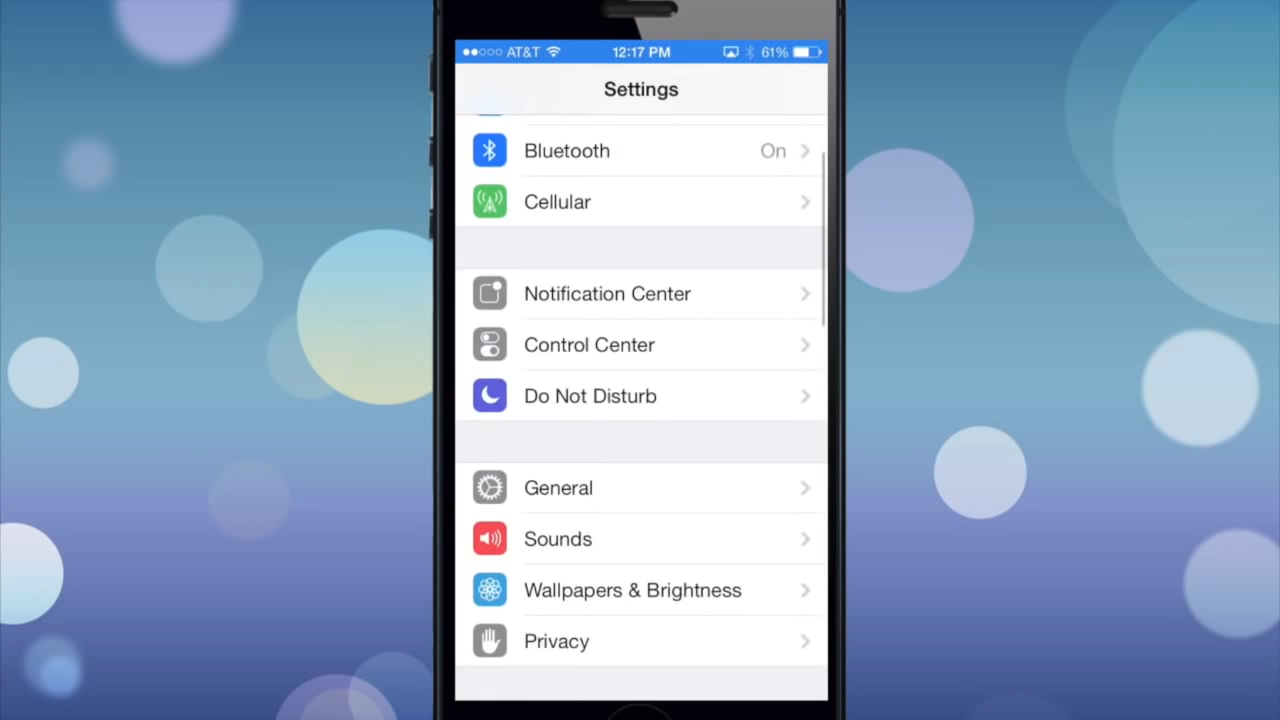 AT&T 12:17 PM 61%
Settings
Bluetooth On
Cellular
Notification Center
Control Center
Do Not Disturb
General
Sounds
Wallpapers & Brightness
Privacy